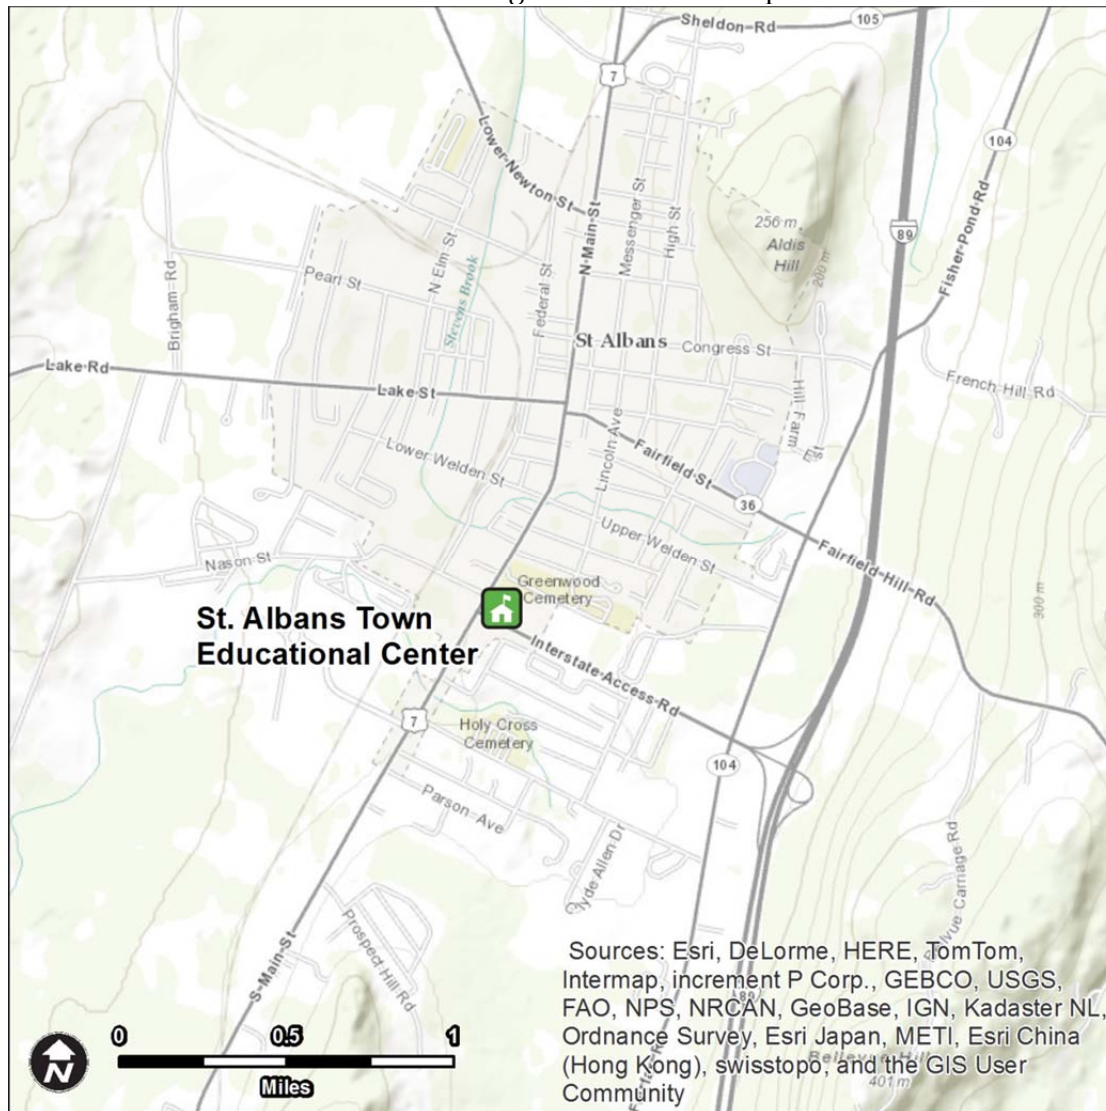 Sheldon Rd
105
7
104
Lower Newton St
N Main St
Messenger St
High St
256 m
Aldis
Hill
200 m
89
Fisher Pond Rd
Brigham Rd
Pearl St
N Elm St
Stevens Brook
Federal St
St Albans
Congress St
Lake Rd
Lake St
French Hill Rd
Hill Farm
Est
Lincoln Ave
Fairfield St
Lower Welden St
36
Upper Welden St
Fairfield Hill Rd
Nason St
Greenwood
Cemetery
300 m
St. Albans Town
Educational Center
Interstate Access Rd
7
Holy Cross
Cemetery
104
Parson Ave
Clyde Allen Dr
Prospect Hill Rd
S Main St
Bellevue Hill
401 m
Sources: Esri, DeLorme, HERE, TomTom,
Intermap, increment P Corp., GEBCO, USGS,
FAO, NPS, NRCAN, GeoBase, IGN, Kadaster NL,
Ordnance Survey, Esri Japan, METI, Esri China
(Hong Kong), swisstopo, and the GIS User
Community
Carriage Rd
N
0
0.5
1
Miles